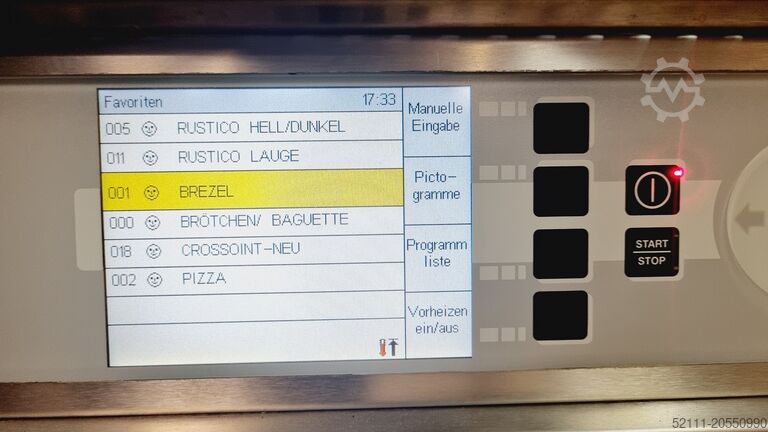 Favoriten 17:33
005 RUSTICO HELL/DUNKEL
011 RUSTICO LAUGE
001 BREZEL
000 BRÖTCHEN/ BAGUETTE
018 CROSSOINT-NEU
002 PIZZA
Manuelle
Eingabe
Picto-
gramme
Programm
liste
Vorheizen
ein/aus
START
STOP
52111-20550990